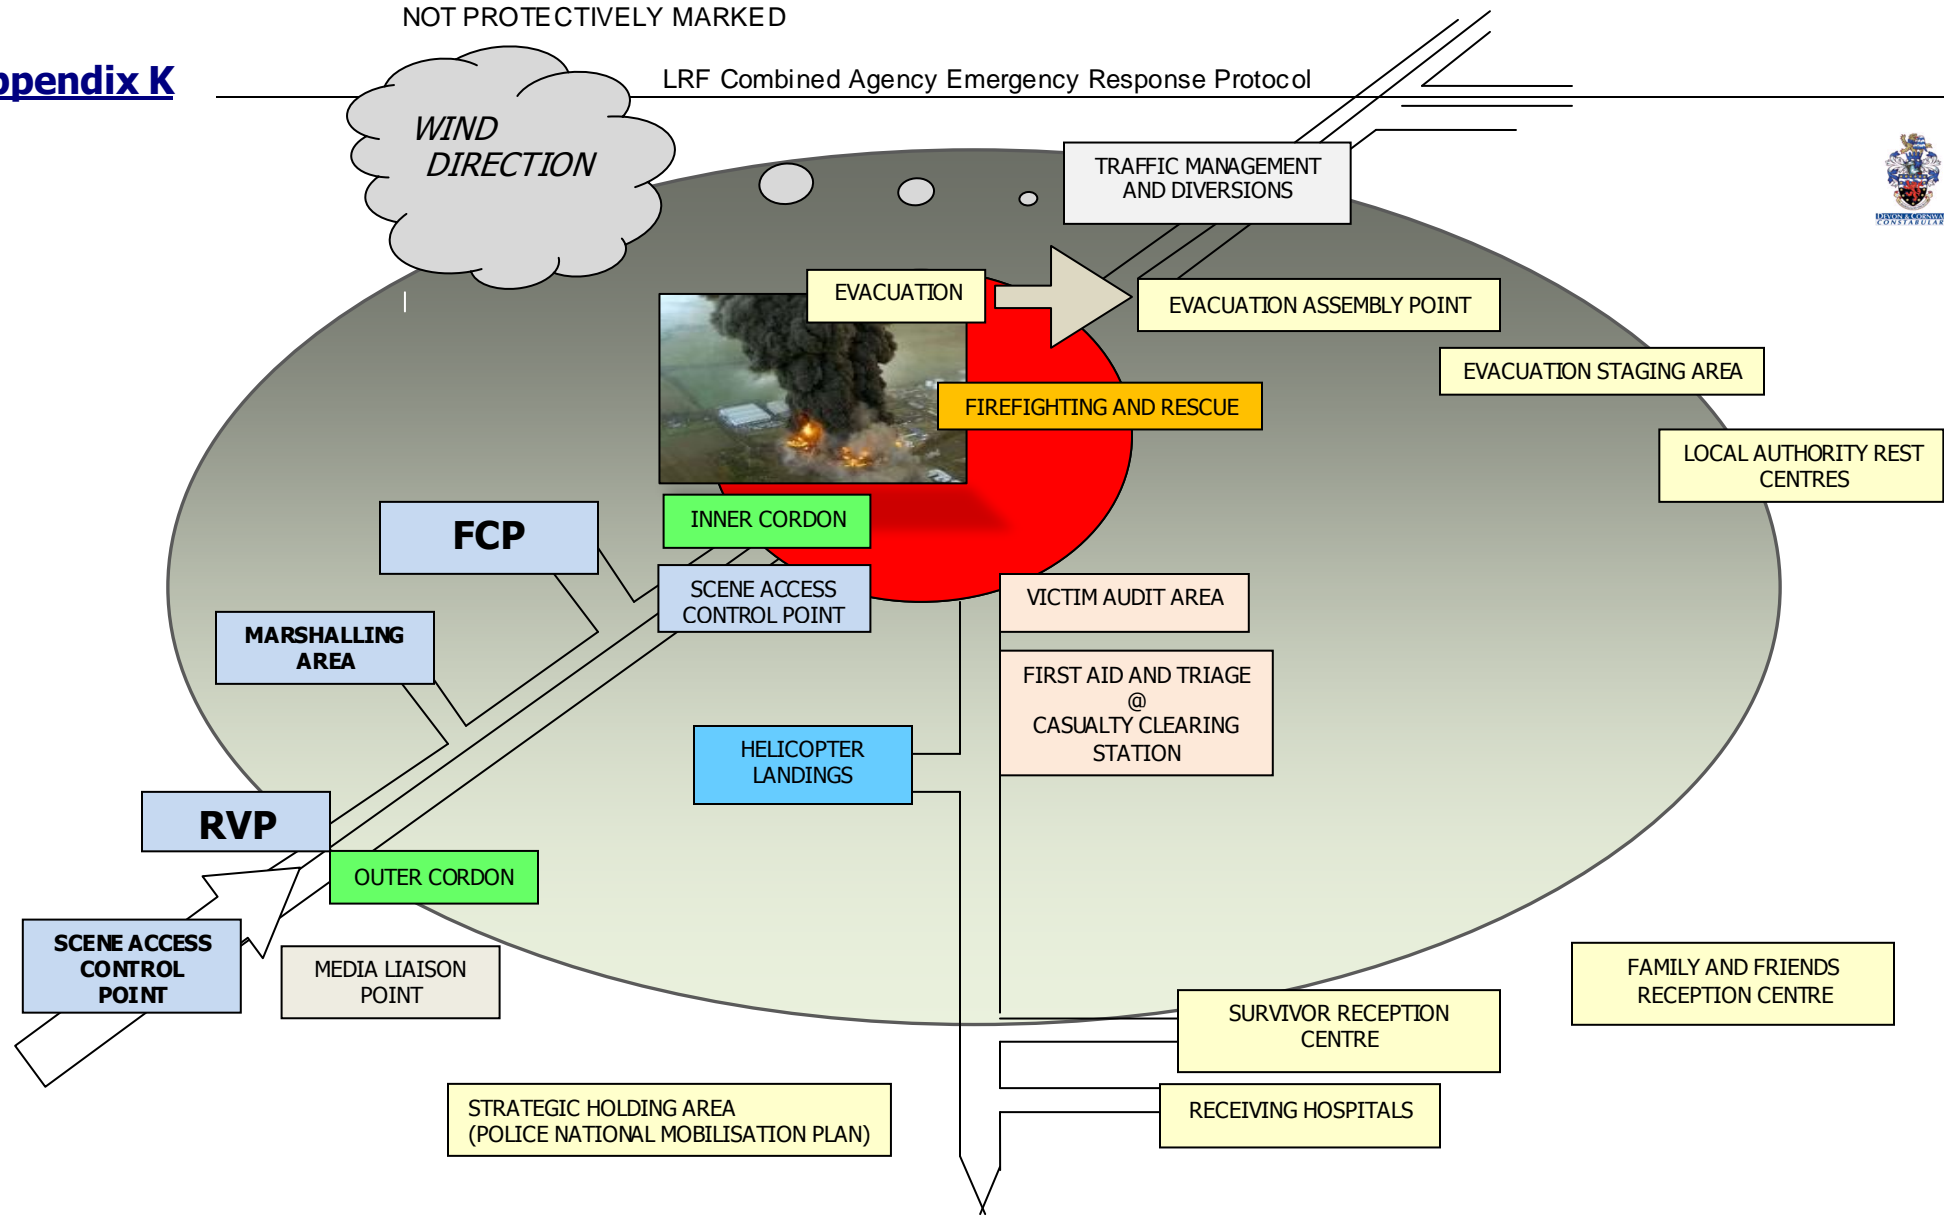 NOT PROTECTIVELY MARKED
ppendix K
LRF Combined Agency Emergency Response Protocol
WIND
DIRECTION
TRAFFIC MANAGEMENT
AND DIVERSIONS
DEVON & CORNWA
CONSTABULAR
EVACUATION
EVACUATION ASSEMBLY POINT
EVACUATION STAGING AREA
FIREFIGHTING AND RESCUE
LOCAL AUTHORITY REST
CENTRES
INNER CORDON
FCP
SCENE ACCESS
CONTROL POINT
VICTIM AUDIT AREA
MARSHALLING
AREA
FIRST AID AND TRIAGE
@
CASUALTY CLEARING
STATION
HELICOPTER
LANDINGS
RVP
OUTER CORDON
SCENE ACCESS
CONTROL
POINT
MEDIA LIAISON
POINT
FAMILY AND FRIENDS
RECEPTION CENTRE
SURVIVOR RECEPTION
CENTRE
STRATEGIC HOLDING AREA
(POLICE NATIONAL MOBILISATION PLAN)
RECEIVING HOSPITALS